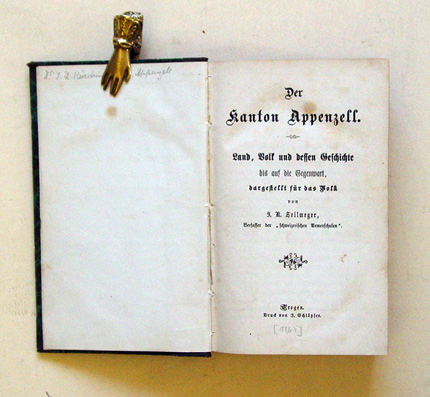 Appenzell
Der
Kanton Appenzell.
Land, Volk und dessen Geschichte
bis auf die Gegenwart,
dargestellt für das Volk
von
J. K. Zellweger,
Verfasser der „schweizerischen Armenschulen“.
Trogen.
Druck von J. Schläpfer.